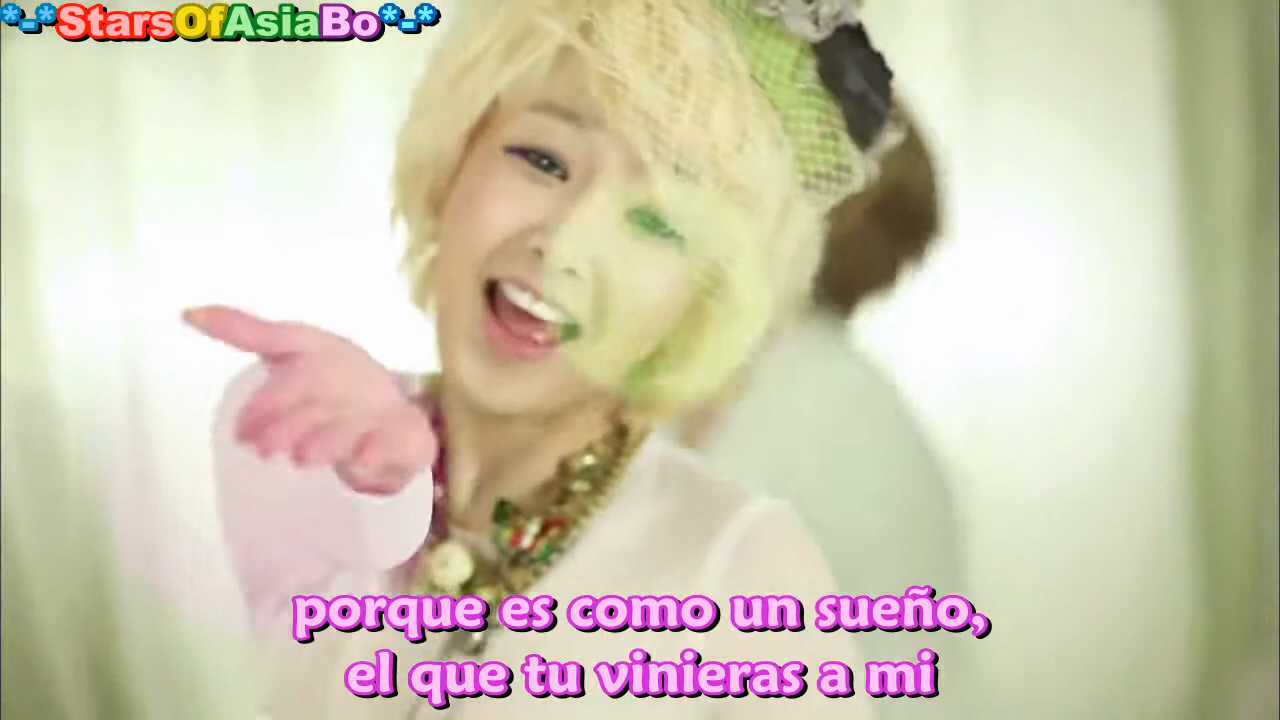 *-*StarsOfAsiaBo*-*
porque es como un sueño,
el que tu vinieras a mi